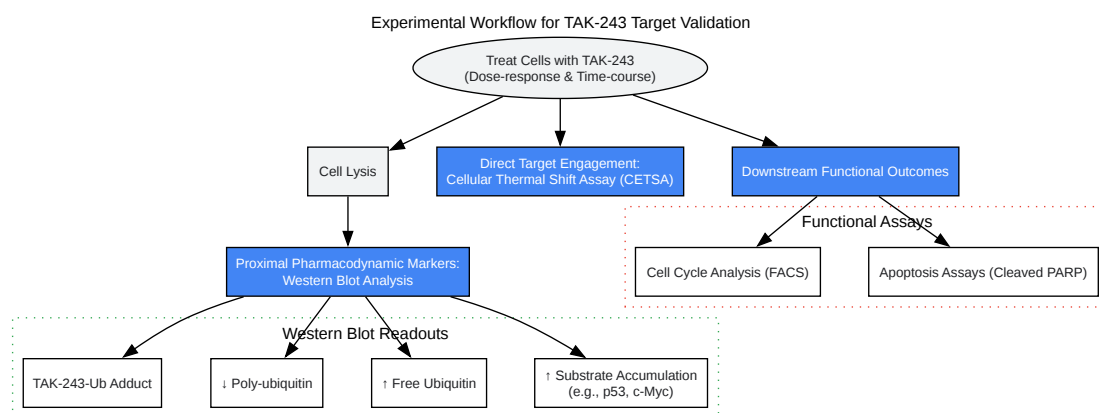 Experimental Workflow for TAK-243 Target Validation
Treat Cells with TAK-243
(Dose-response & Time-course)
Cell Lysis
Direct Target Engagement:
Cellular Thermal Shift Assay (CETSA)
Downstream Functional Outcomes
Functional Assays
Proximal Pharmacodynamic Markers:
Western Blot Analysis
Cell Cycle Analysis (FACS)
Apoptosis Assays (Cleaved PARP)
Western Blot Readouts
TAK-243-Ub Adduct
↓ Poly-ubiquitin
↑ Free Ubiquitin
↑ Substrate Accumulation
(e.g., p53, c-Myc)